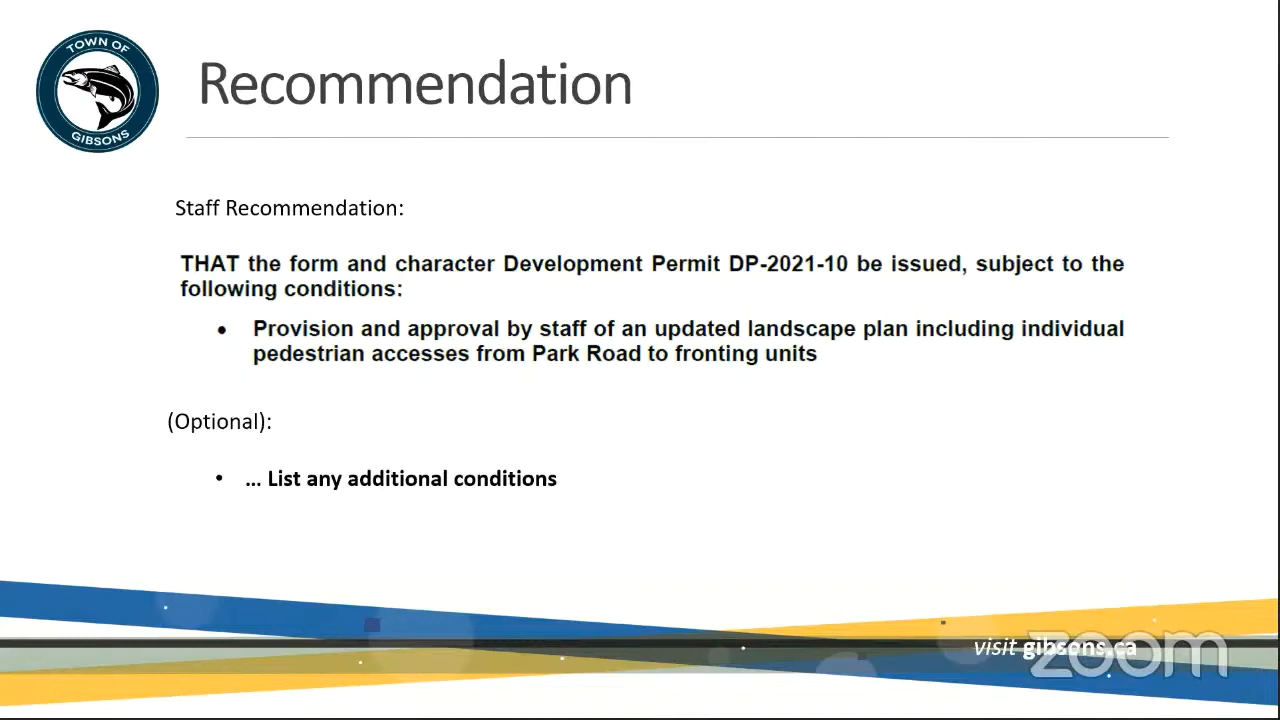 TOWN OF
GIBSONS
Recommendation
Staff Recommendation:
THAT the form and character Development Permit DP-2021-10 be issued, subject to the
following conditions:
• Provision and approval by staff of an updated landscape plan including individual
pedestrian accesses from Park Road to fronting units
(Optional):
• ... List any additional conditions
visit gibsons.ca
zoom